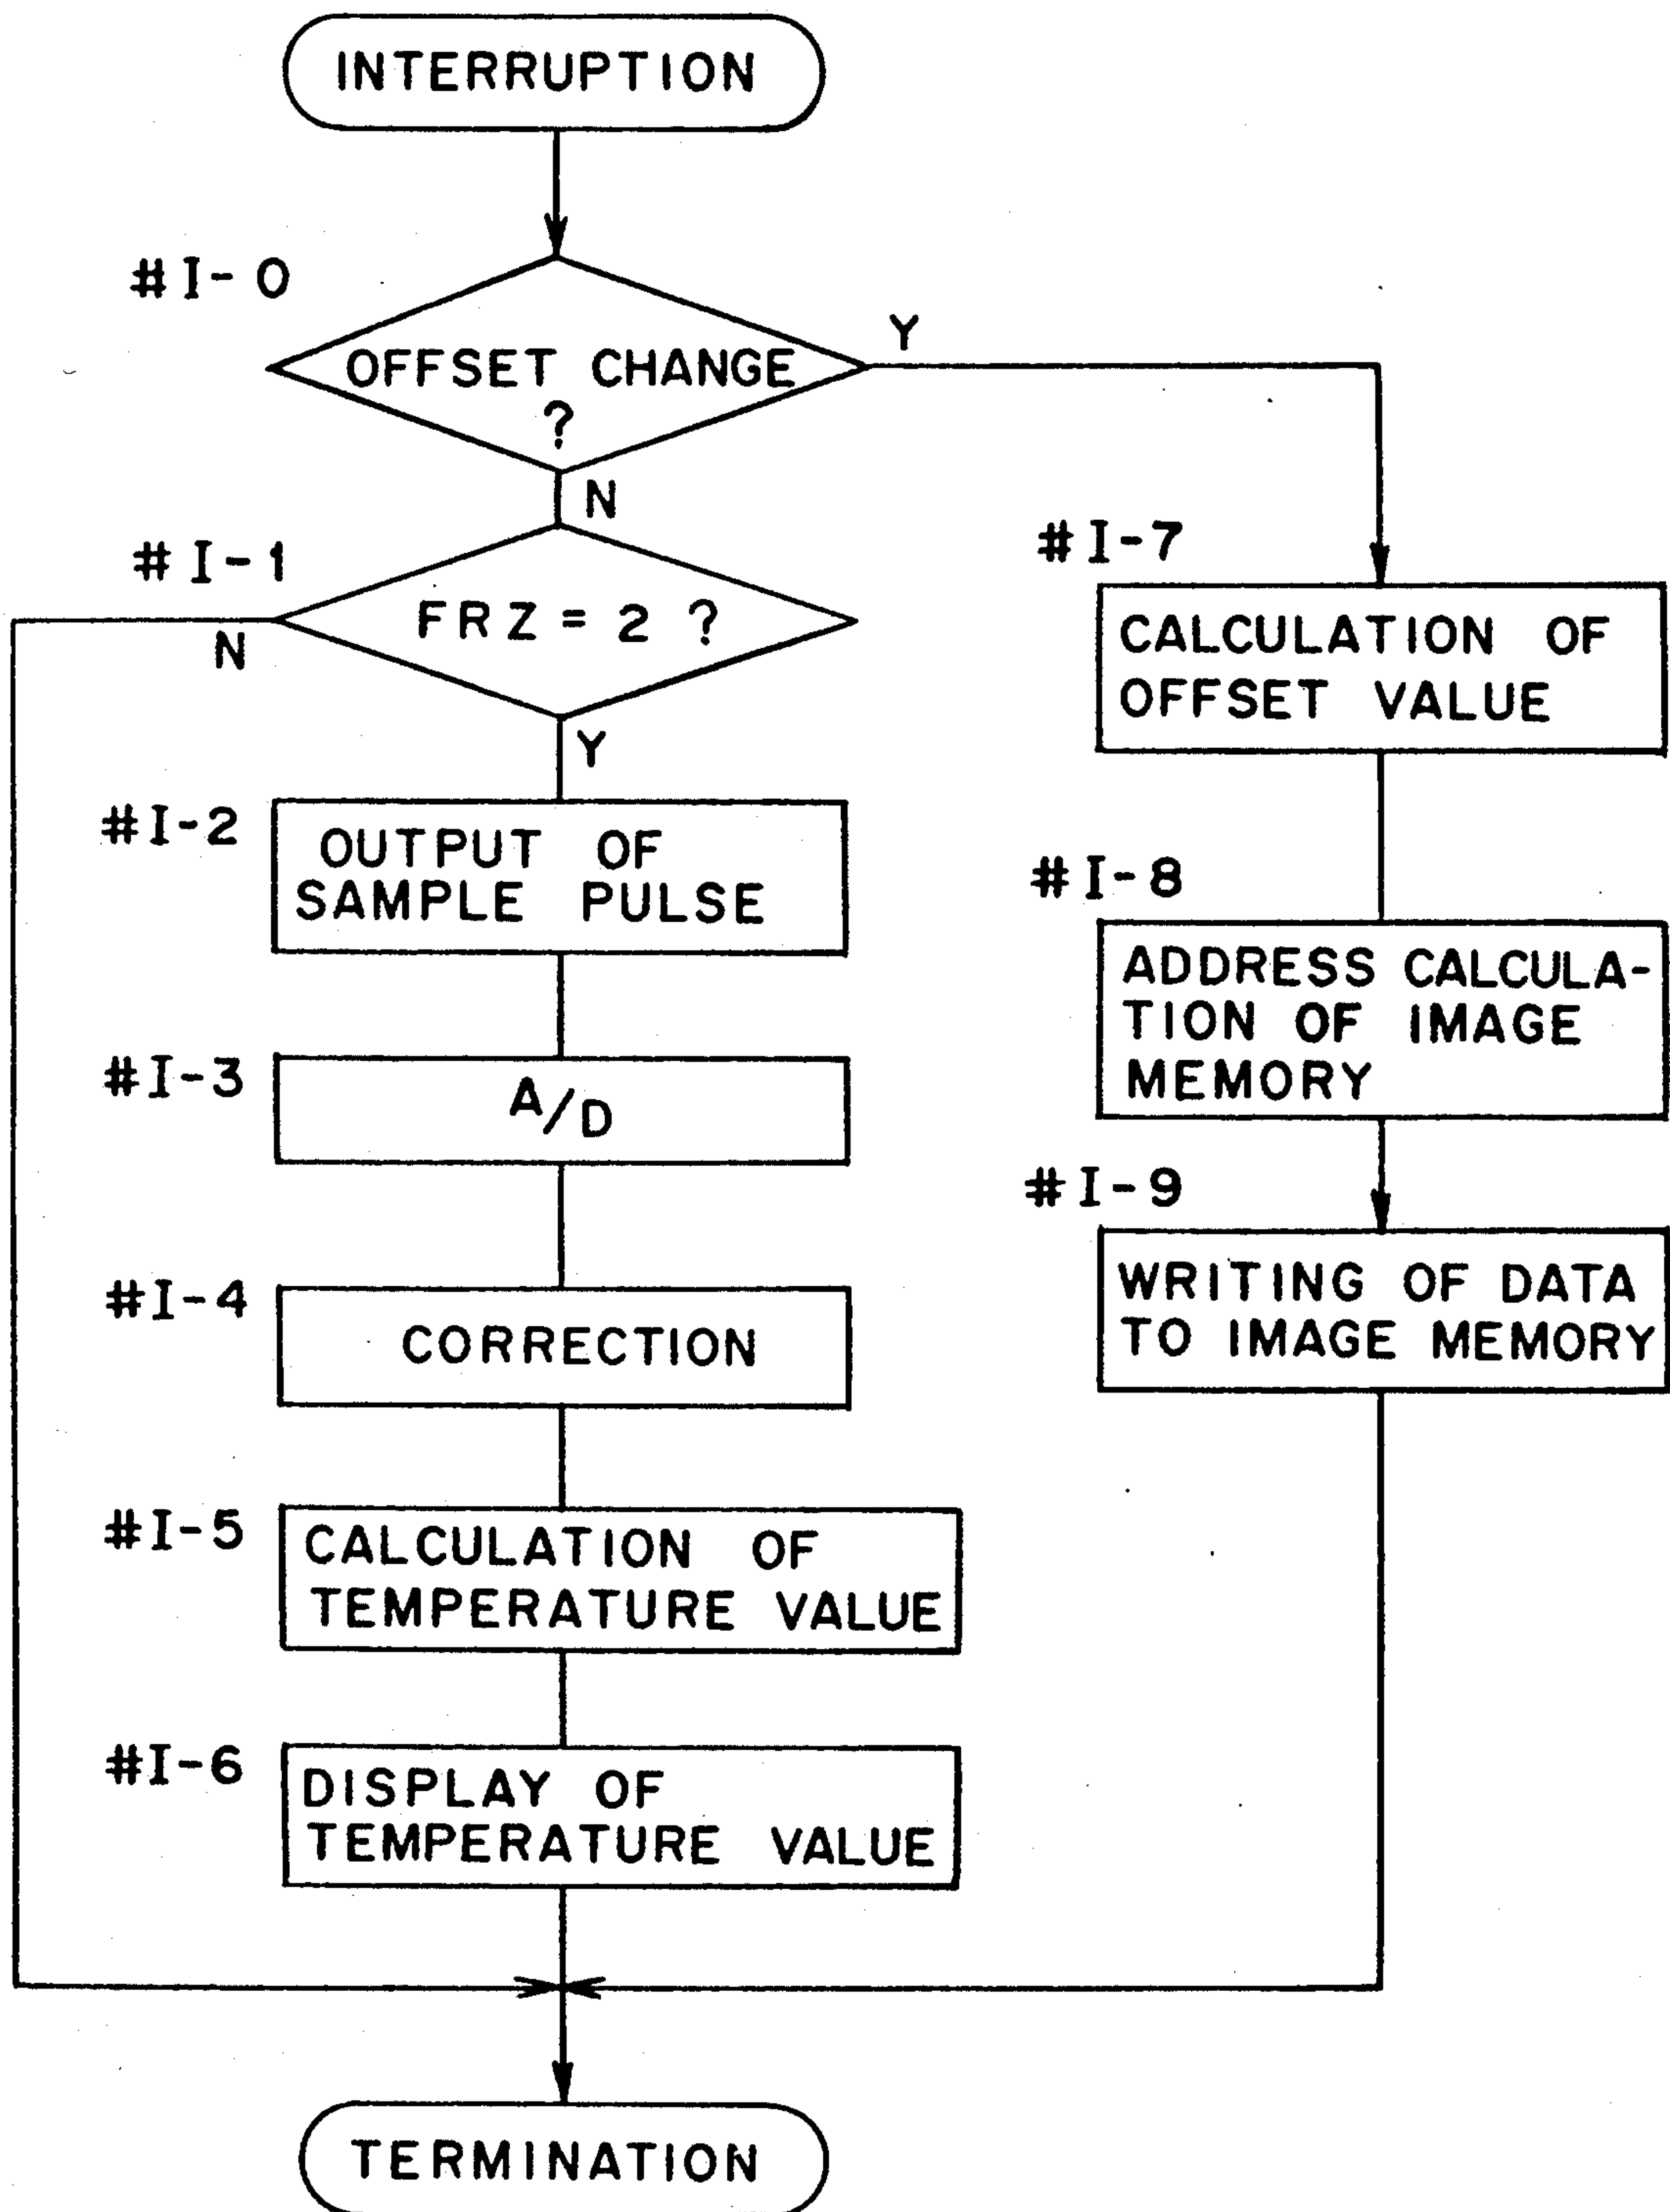 INTERRUPTION
#I-0
OFFSET CHANGE
?
Y
N
#I-1
FRZ = 2 ?
N
Y
#I-2
OUTPUT OF
SAMPLE PULSE
#I-3
A/D
#I-4
CORRECTION
#I-5
CALCULATION OF
TEMPERATURE VALUE
#I-6
DISPLAY OF
TEMPERATURE VALUE
#I-7
CALCULATION OF
OFFSET VALUE
#I-8
ADDRESS CALCULA-
TION OF IMAGE
MEMORY
#I-9
WRITING OF DATA
TO IMAGE MEMORY
TERMINATION